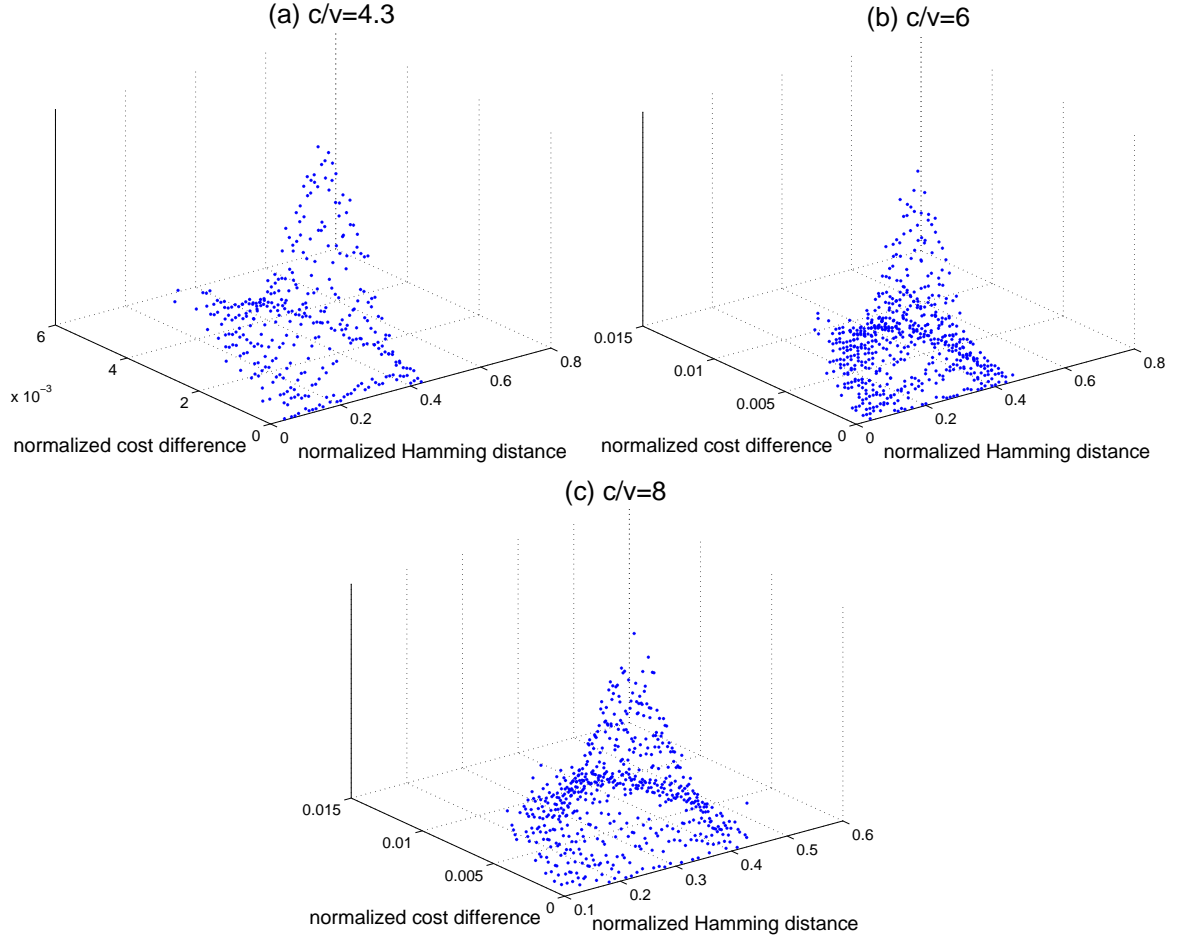 (a) c/v=4.3
6
4
2
0
x 10⁻³
0
0.2
0.4
0.6
0.8
normalized cost difference
normalized Hamming distance
(b) c/v=6
0.015
0.01
0.005
0
0
0.2
0.4
0.6
0.8
normalized cost difference
normalized Hamming distance
(c) c/v=8
0.015
0.01
0.005
0
0.1
0.2
0.3
0.4
0.5
0.6
normalized cost difference
normalized Hamming distance